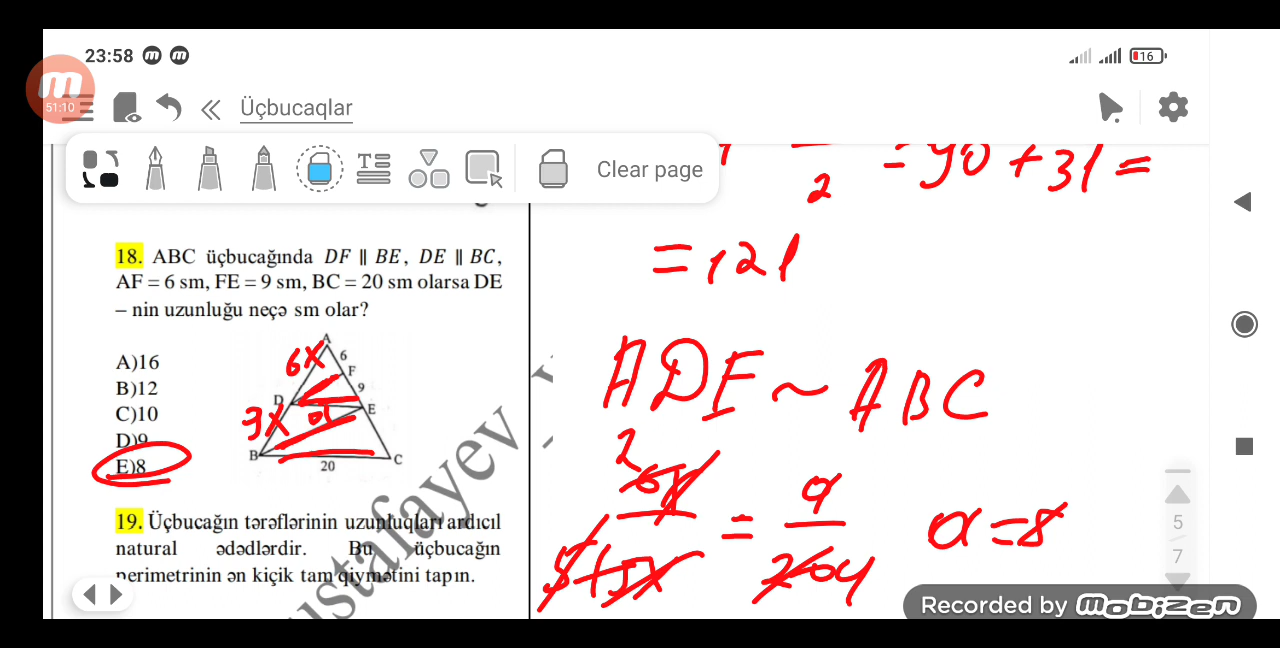 23:58
16
51:10
Üçbucaqlar
Clear page
2
= 90 + 31 =
= 121
18. ABC üçbucağında DF ∥ BE, DE ∥ BC,
AF = 6 sm, FE = 9 sm, BC = 20 sm olarsa DE
– nin uzunluğu neçə sm olar?
A)16
B)12
C)10
D)9
E)8
A
6x
6
F
9
D
E
a
B
20
C
ADE ~ ABC
2
= a
a = 8
19. Üçbucağın tərəflərinin uzunluqları ardıcıl
natural ədədlərdir. Bu üçbucağın
perimetrinin ən kiçik tam qiymətini tapın.
ustafayev
5
7
Recorded by mobizen